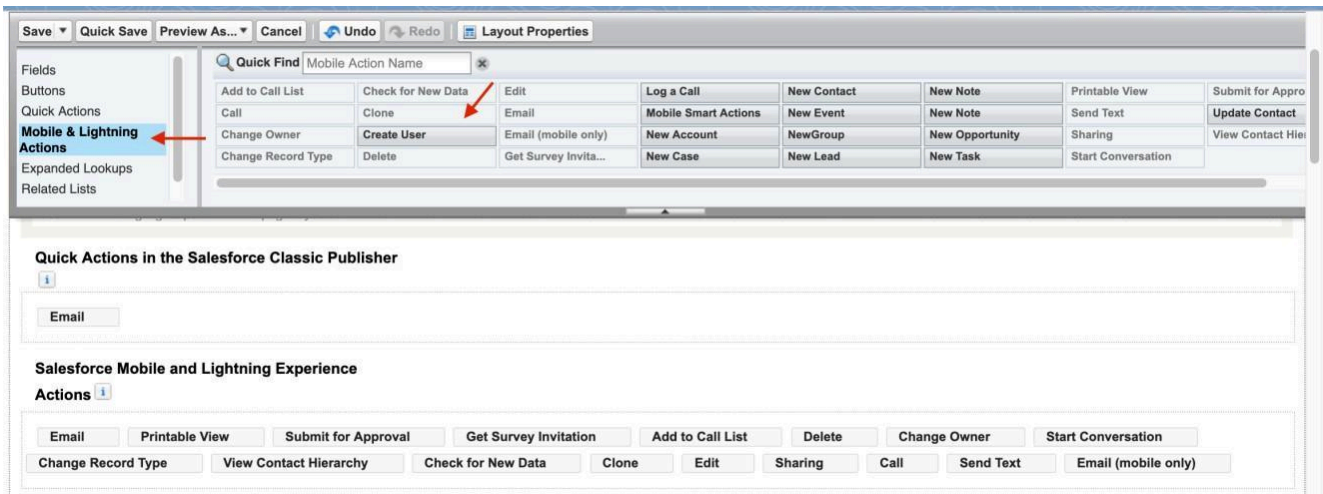 Save Quick Save Preview As... Cancel Undo Redo Layout Properties
Fields
Buttons
Quick Actions
Mobile & Lightning
Actions
Expanded Lookups
Related Lists
Quick Find Mobile Action Name
Add to Call List Check for New Data Edit Log a Call New Contact New Note Printable View Submit for Appro
Call Clone Email Mobile Smart Actions New Event New Note Send Text Update Contact
Change Owner Create User Email (mobile only) New Account NewGroup New Opportunity Sharing View Contact Hie
Change Record Type Delete Get Survey Invita... New Case New Lead New Task Start Conversation
Quick Actions in the Salesforce Classic Publisher
i
Email
Salesforce Mobile and Lightning Experience
Actions i
Email Printable View Submit for Approval Get Survey Invitation Add to Call List Delete Change Owner Start Conversation
Change Record Type View Contact Hierarchy Check for New Data Clone Edit Sharing Call Send Text Email (mobile only)